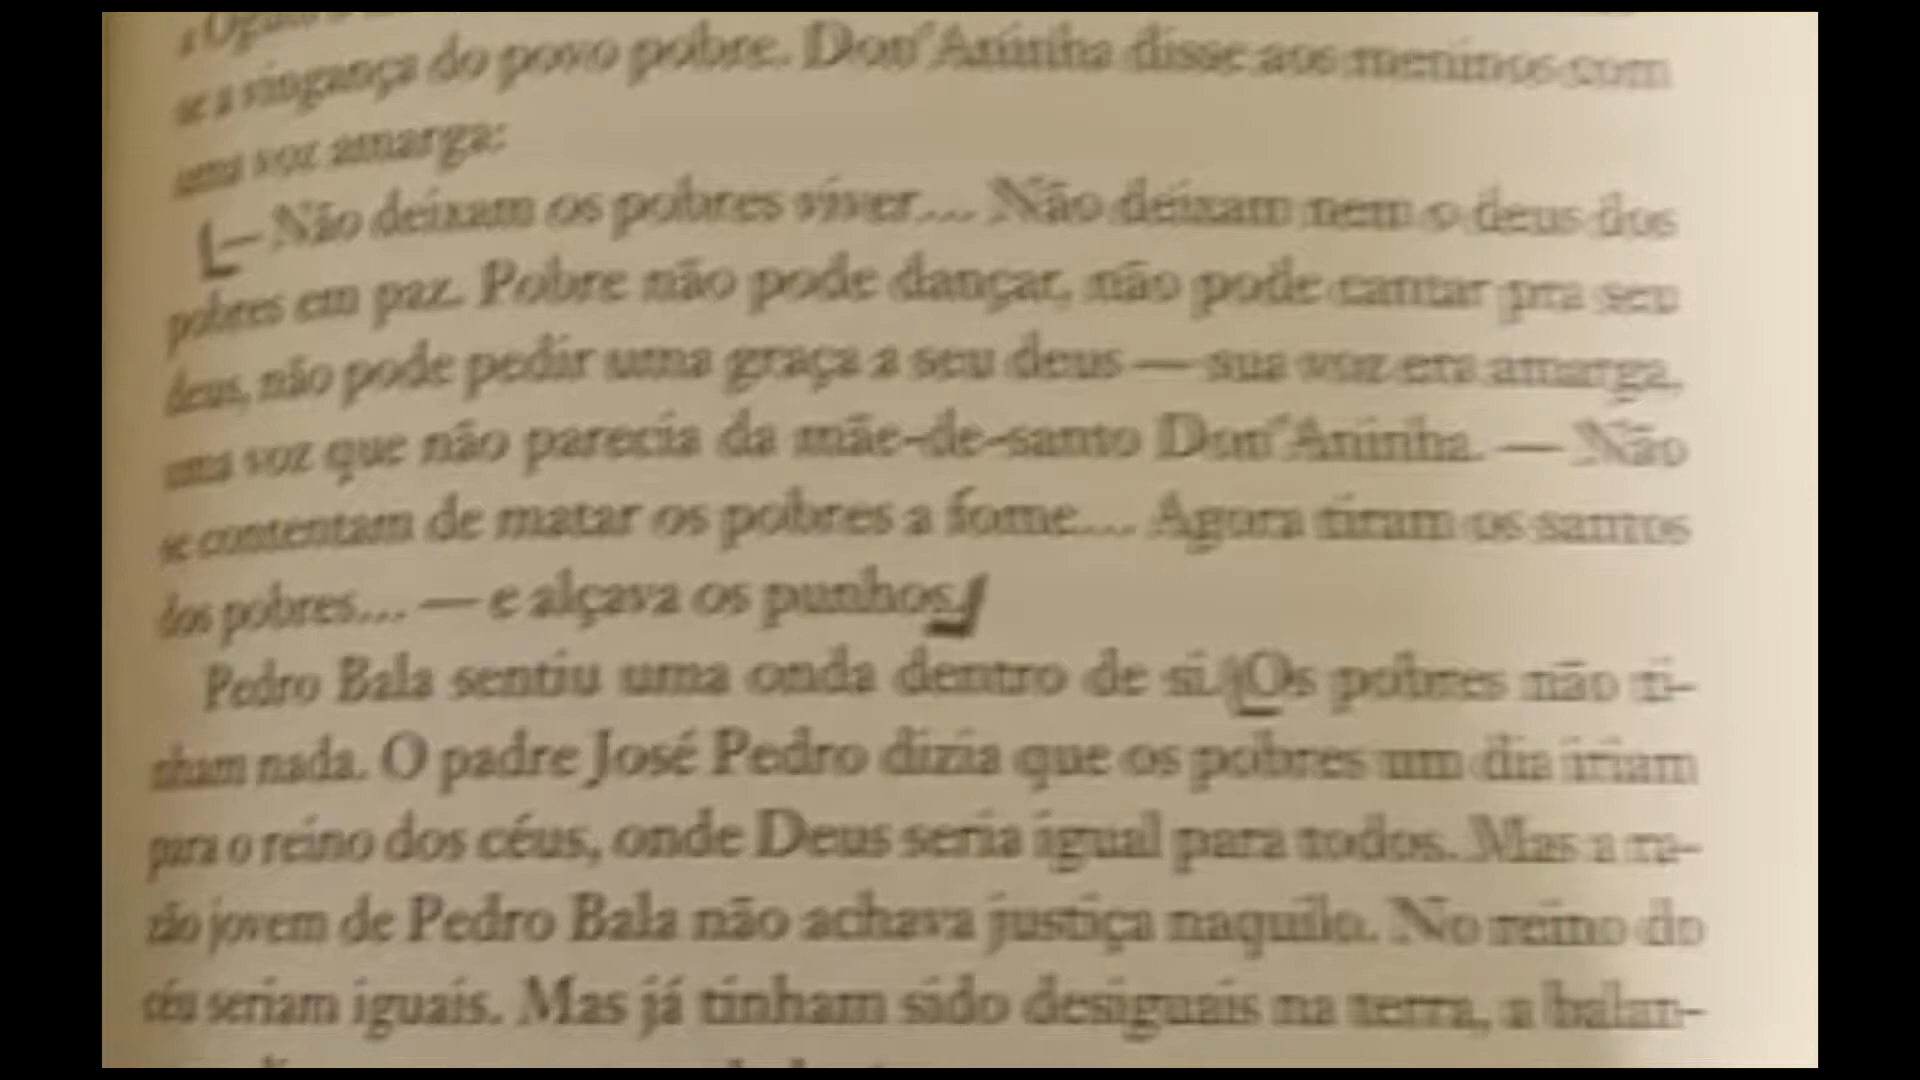 a Ogum
se a vingança do povo pobre. Don'Aninha disse aos meninos com
uma voz amarga:
— Não deixam os pobres viver... Não deixam nem o deus dos
pobres em paz. Pobre não pode dançar, não pode cantar pra seu
deus, não pode pedir uma graça a seu deus — sua voz era amarga,
uma voz que não parecia da mãe-de-santo Don'Aninha. — Não
se contentam de matar os pobres a fome... Agora tiram os santos
dos pobres... — e alçava os punhos.
Pedro Bala sentiu uma onda dentro de si. Os pobres não ti-
nham nada. O padre José Pedro dizia que os pobres um dia iriam
para o reino dos céus, onde Deus seria igual para todos. Mas a ra-
zão jovem de Pedro Bala não achava justiça naquilo. No reino do
céu seriam iguais. Mas já tinham sido desiguais na terra, a balan-